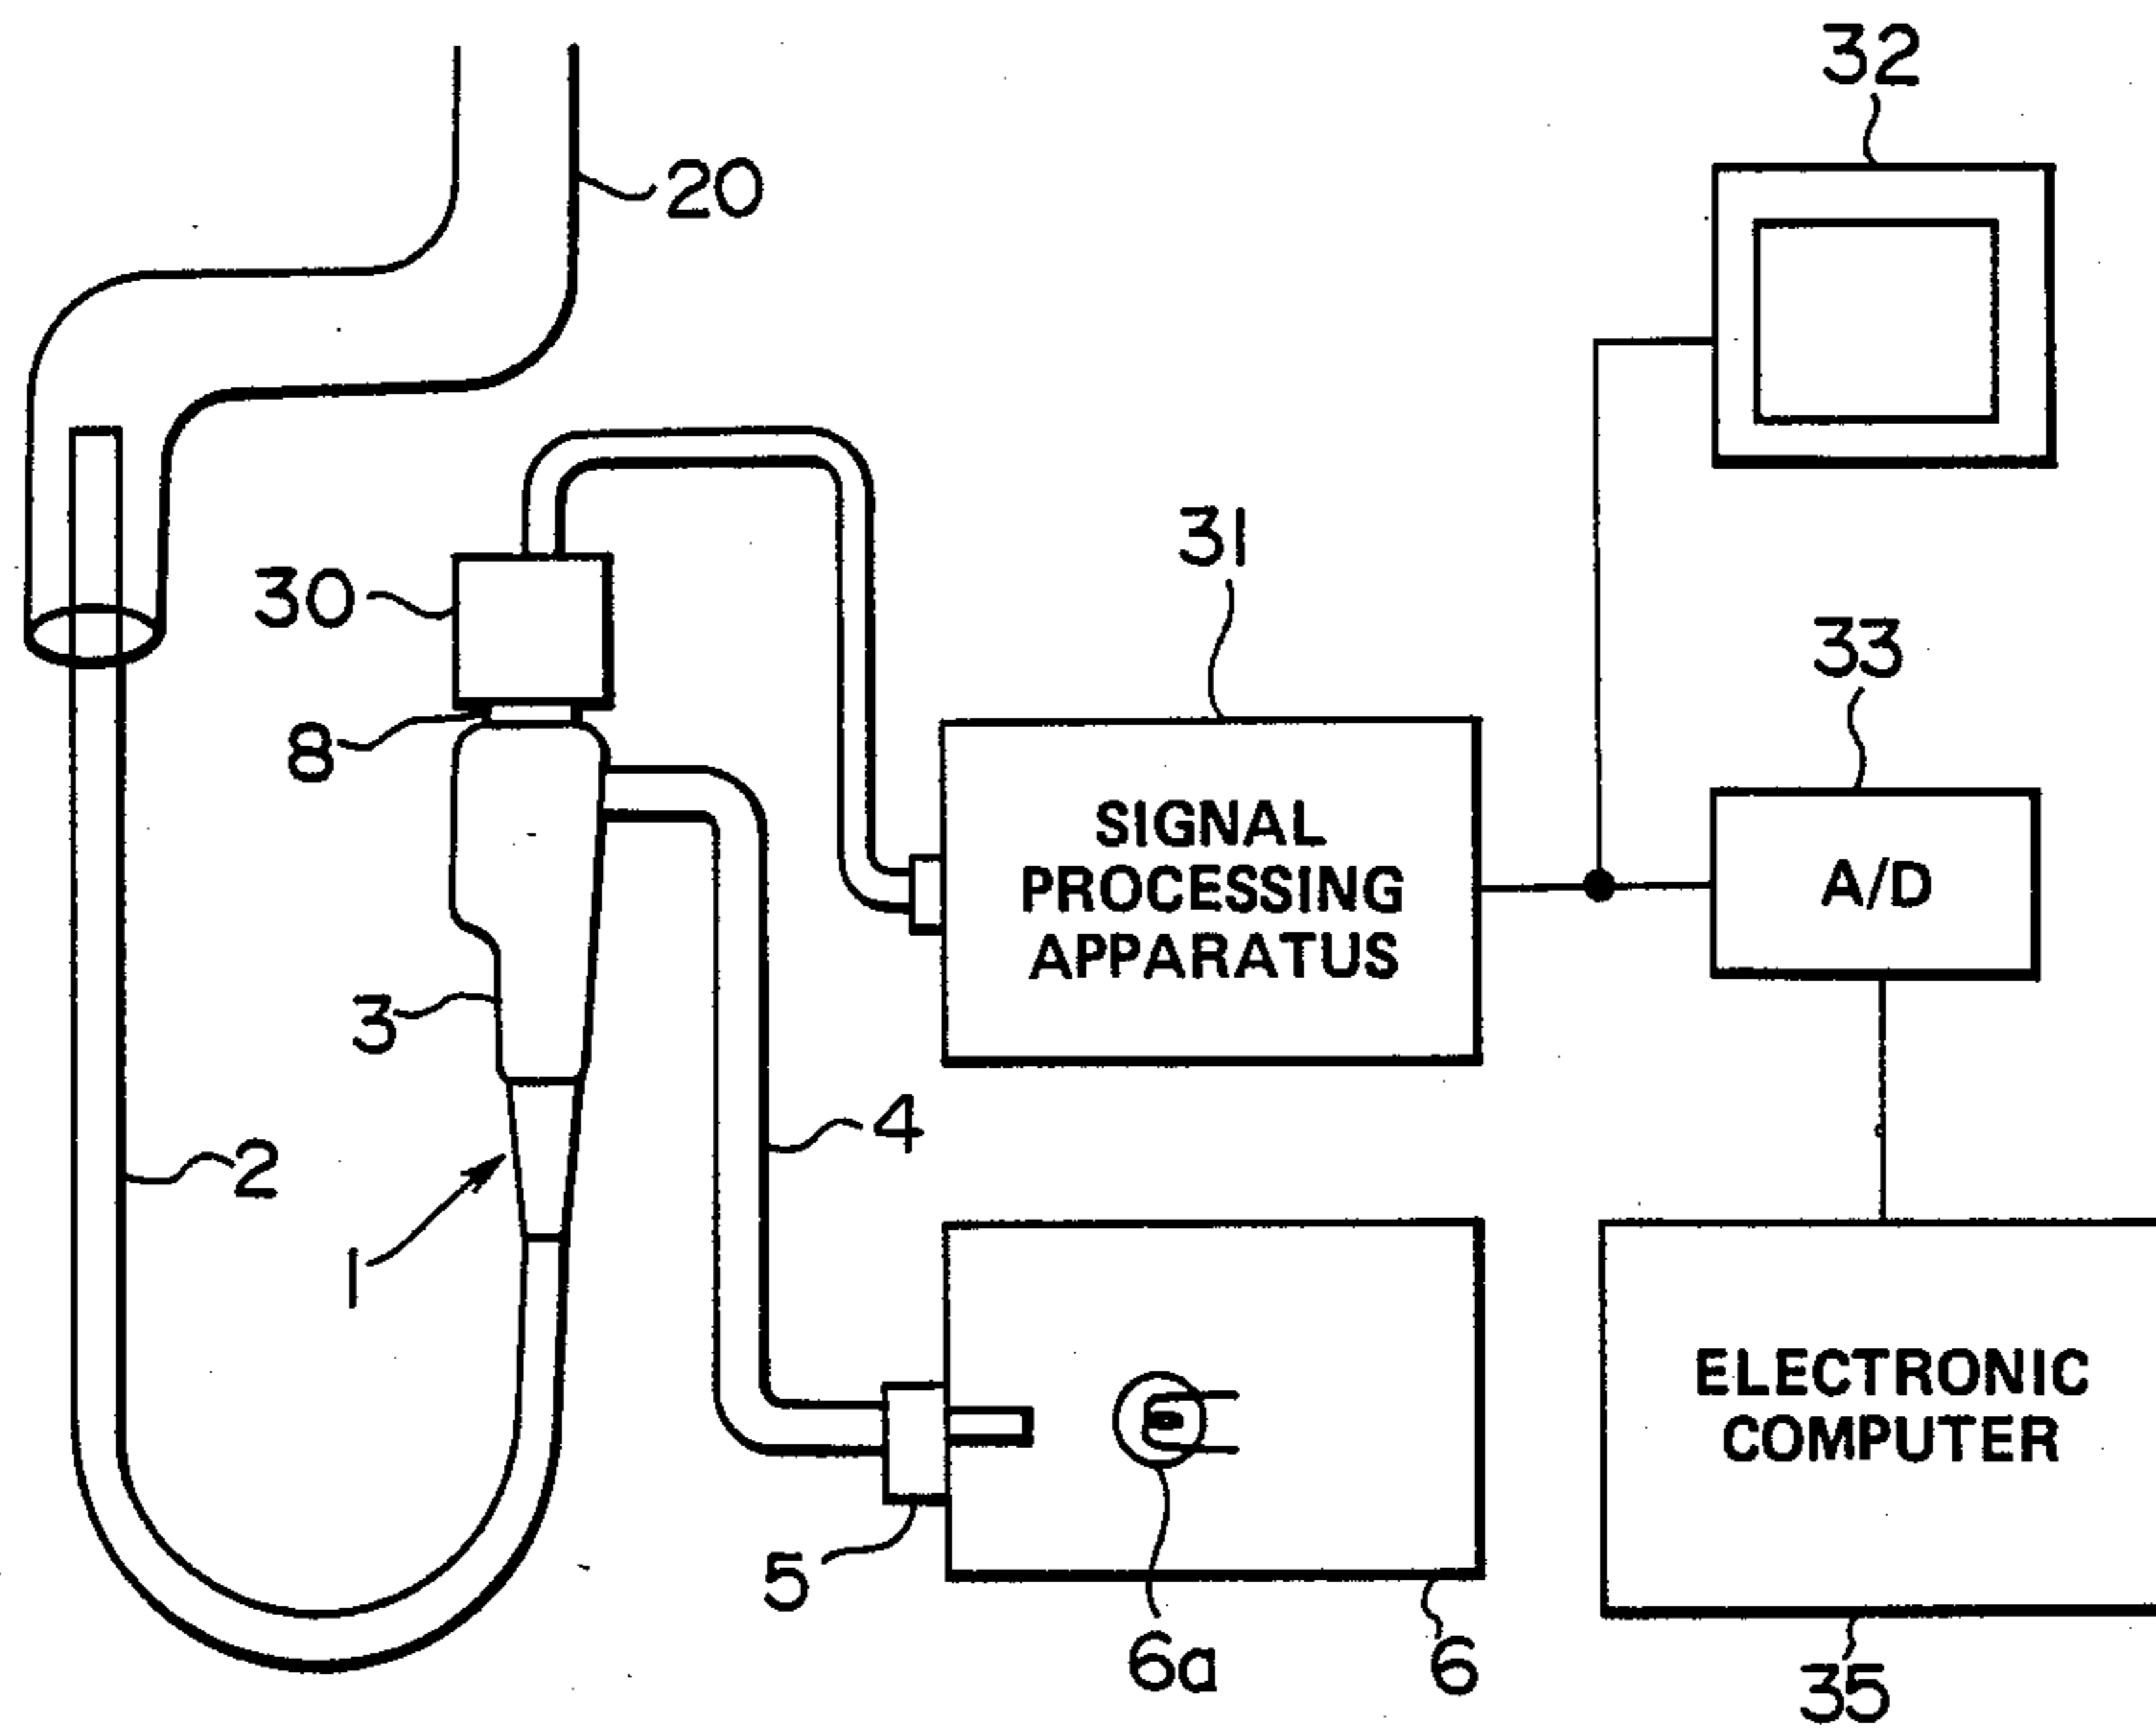 32
20
31
30
33
8
SIGNAL
PROCESSING
APPARATUS
A/D
3
4
2
1
ELECTRONIC
COMPUTER
5
6a
6
35